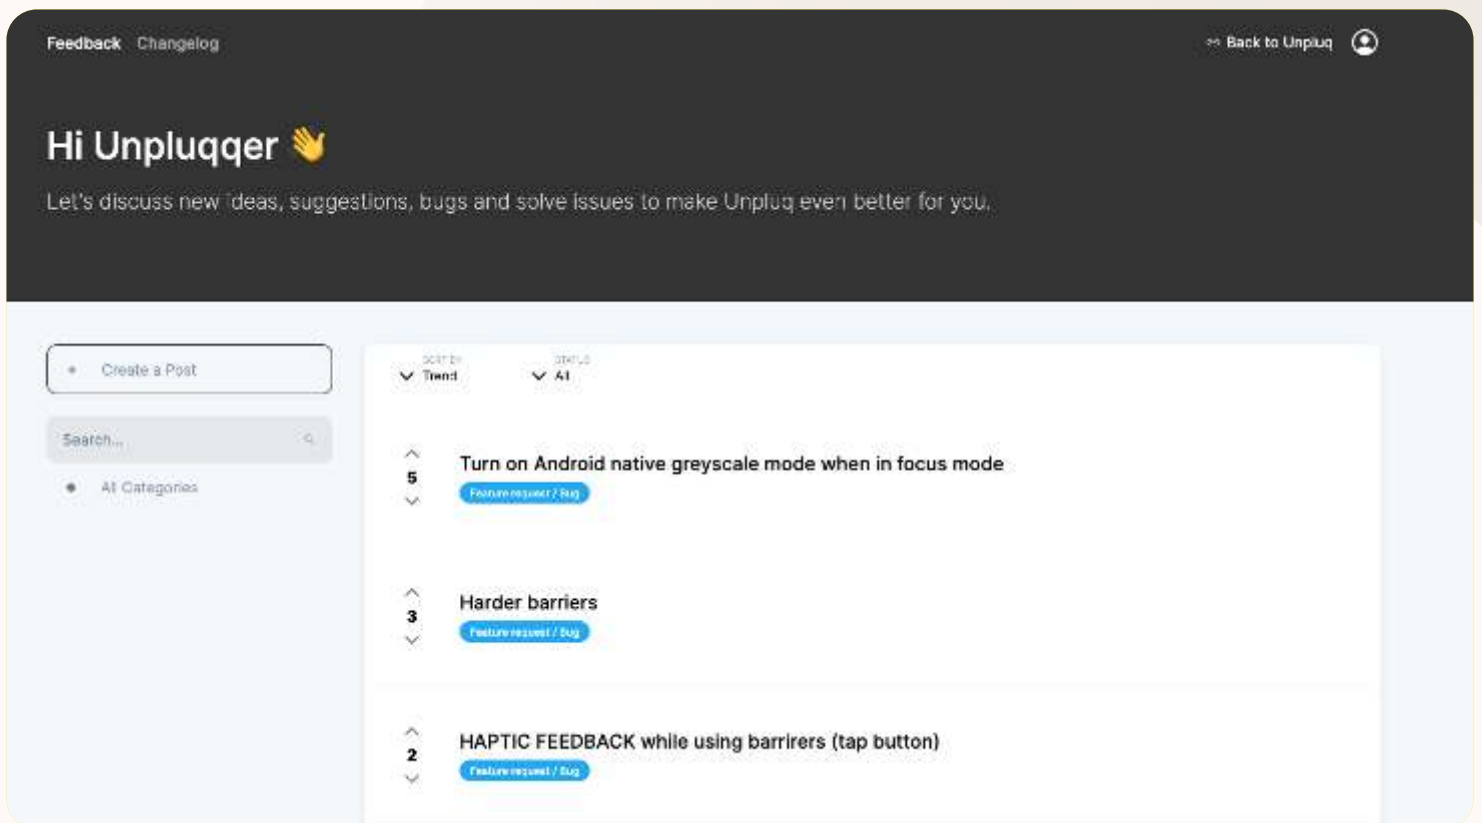 Feedback Changelog
Back to Unpluq
Hi Unpluqqer 👋
Let's discuss new ideas, suggestions, bugs and solve issues to make Unpluq even better for you.
Create a Post
Search...
All Categories
SORT BY
Trend
STATUS
All
5
Turn on Android native greyscale mode when in focus mode
Feature request / Bug
3
Harder barriers
Feature request / Bug
2
HAPTIC FEEDBACK while using barrirers (tap button)
Feature request / Bug